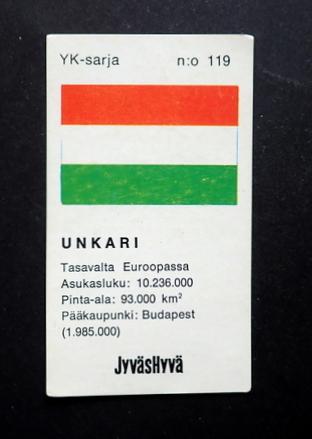 YK-sarja n:o 119
UNKARI
Tasavalta Euroopassa
Asukasluku: 10.236.000
Pinta-ala: 93.000 km²
Pääkaupunki: Budapest
(1.985.000)
JyväsHyvä